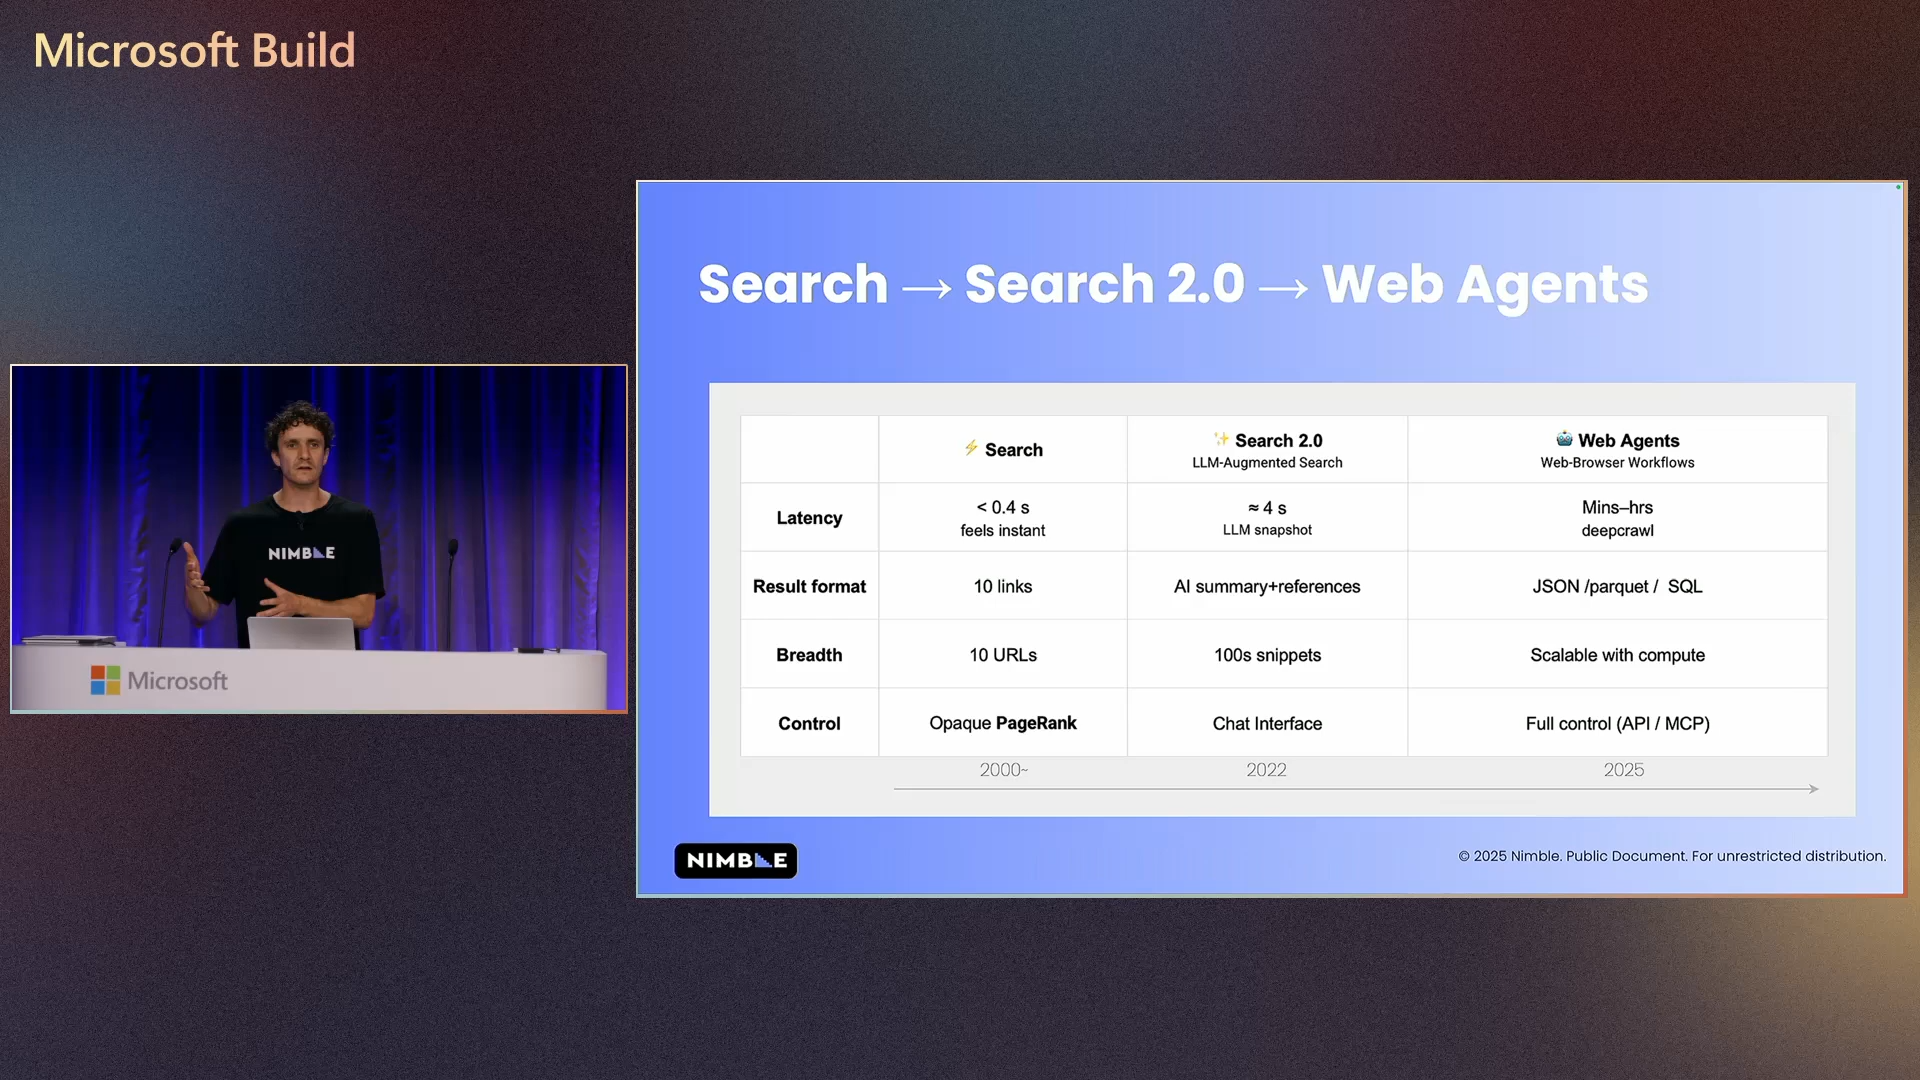 Microsoft Build
NIMBLE
Microsoft
Search → Search 2.0 → Web Agents
⚡ Search
✨ Search 2.0
LLM-Augmented Search
🤖 Web Agents
Web-Browser Workflows
Latency
< 0.4 s
feels instant
≈ 4 s
LLM snapshot
Mins–hrs
deepcrawl
Result format
10 links
AI summary+references
JSON /parquet / SQL
Breadth
10 URLs
100s snippets
Scalable with compute
Control
Opaque PageRank
Chat Interface
Full control (API / MCP)
2000~
2022
2025
NIMBLE
© 2025 Nimble. Public Document. For unrestricted distribution.